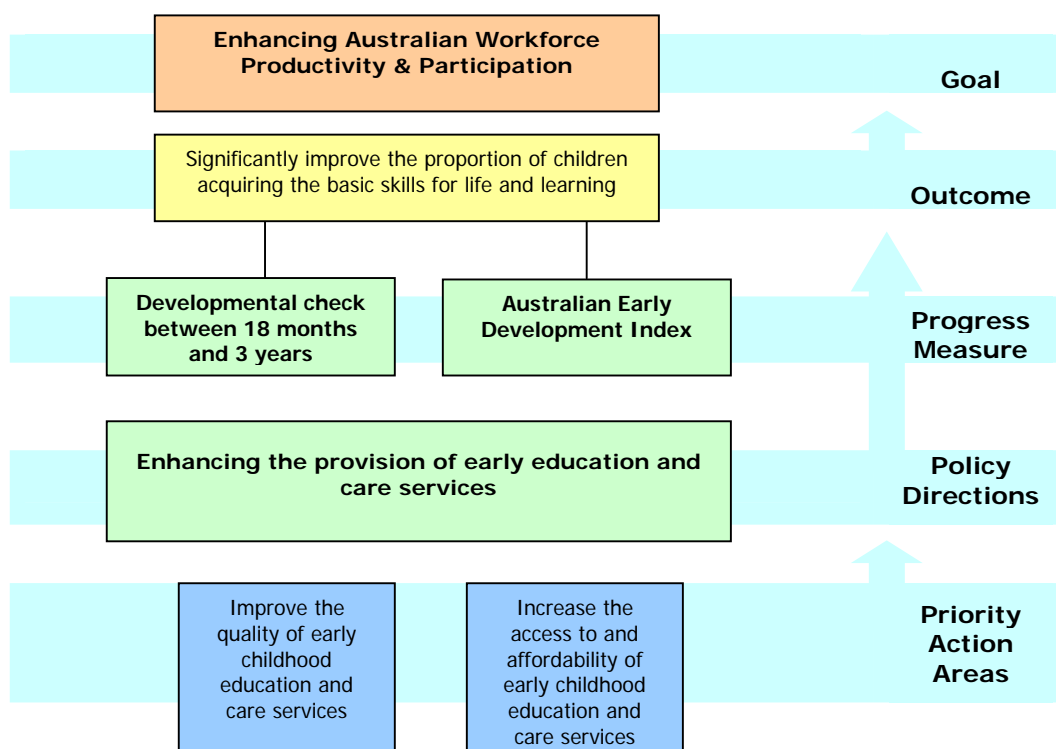 Enhancing Australian Workforce
Productivity & Participation
Goal
Significantly improve the proportion of children
acquiring the basic skills for life and learning
Outcome
Developmental check
between 18 months
and 3 years
Australian Early
Development Index
Progress
Measure
Enhancing the provision of early education and
care services
Policy
Directions
Improve the
quality of early
childhood
education and
care services
Increase the
access to and
affordability of
early childhood
education and
care services
Priority
Action
Areas